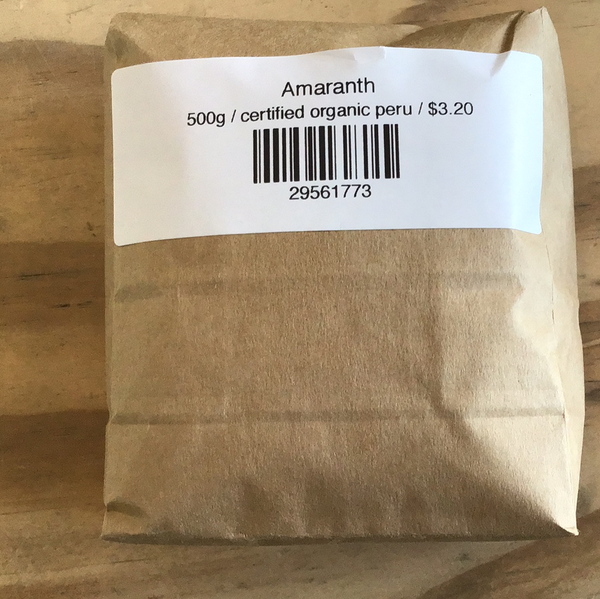 Amaranth
500g / certified organic peru / $3.20
29561773